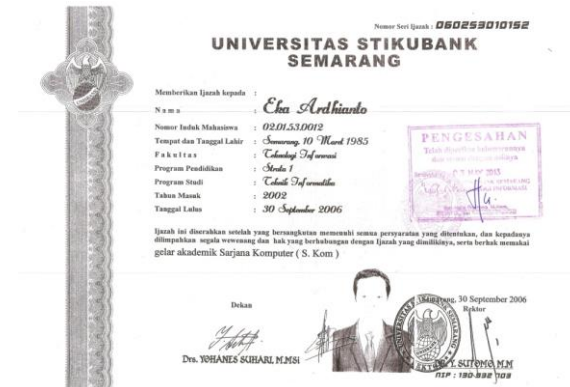 Nomor Seri Ijazah : 060253010152
UNIVERSITAS STIKUBANK
SEMARANG
Memberikan Ijazah kepada :
Nama : Eka Ardhianto
Nomor Induk Mahasiswa : 02.01.53.0012
Tempat dan Tanggal Lahir : Semarang, 10 Maret 1985
Fakultas : Teknologi Informasi
Program Pendidikan : Strata 1
Program Studi : Teknik Informatika
Tahun Masuk : 2002
Tanggal Lulus : 30 September 2006
PENGESAHAN
Ijazah ini diserahkan setelah yang bersangkutan memenuhi semua persyaratan yang ditentukan, dan kepadanya
dilimpahkan segala wewenang dan hak yang berhubungan dengan Ijazah yang dimilikinya, serta berhak memakai
gelar akademik Sarjana Komputer ( S. Kom )
Semarang, 30 September 2006
Dekan
Rektor
Drs. YOHANES SUHARI, M.MSi
Y. SUTOMO, M.M
NIP : 130 892 703